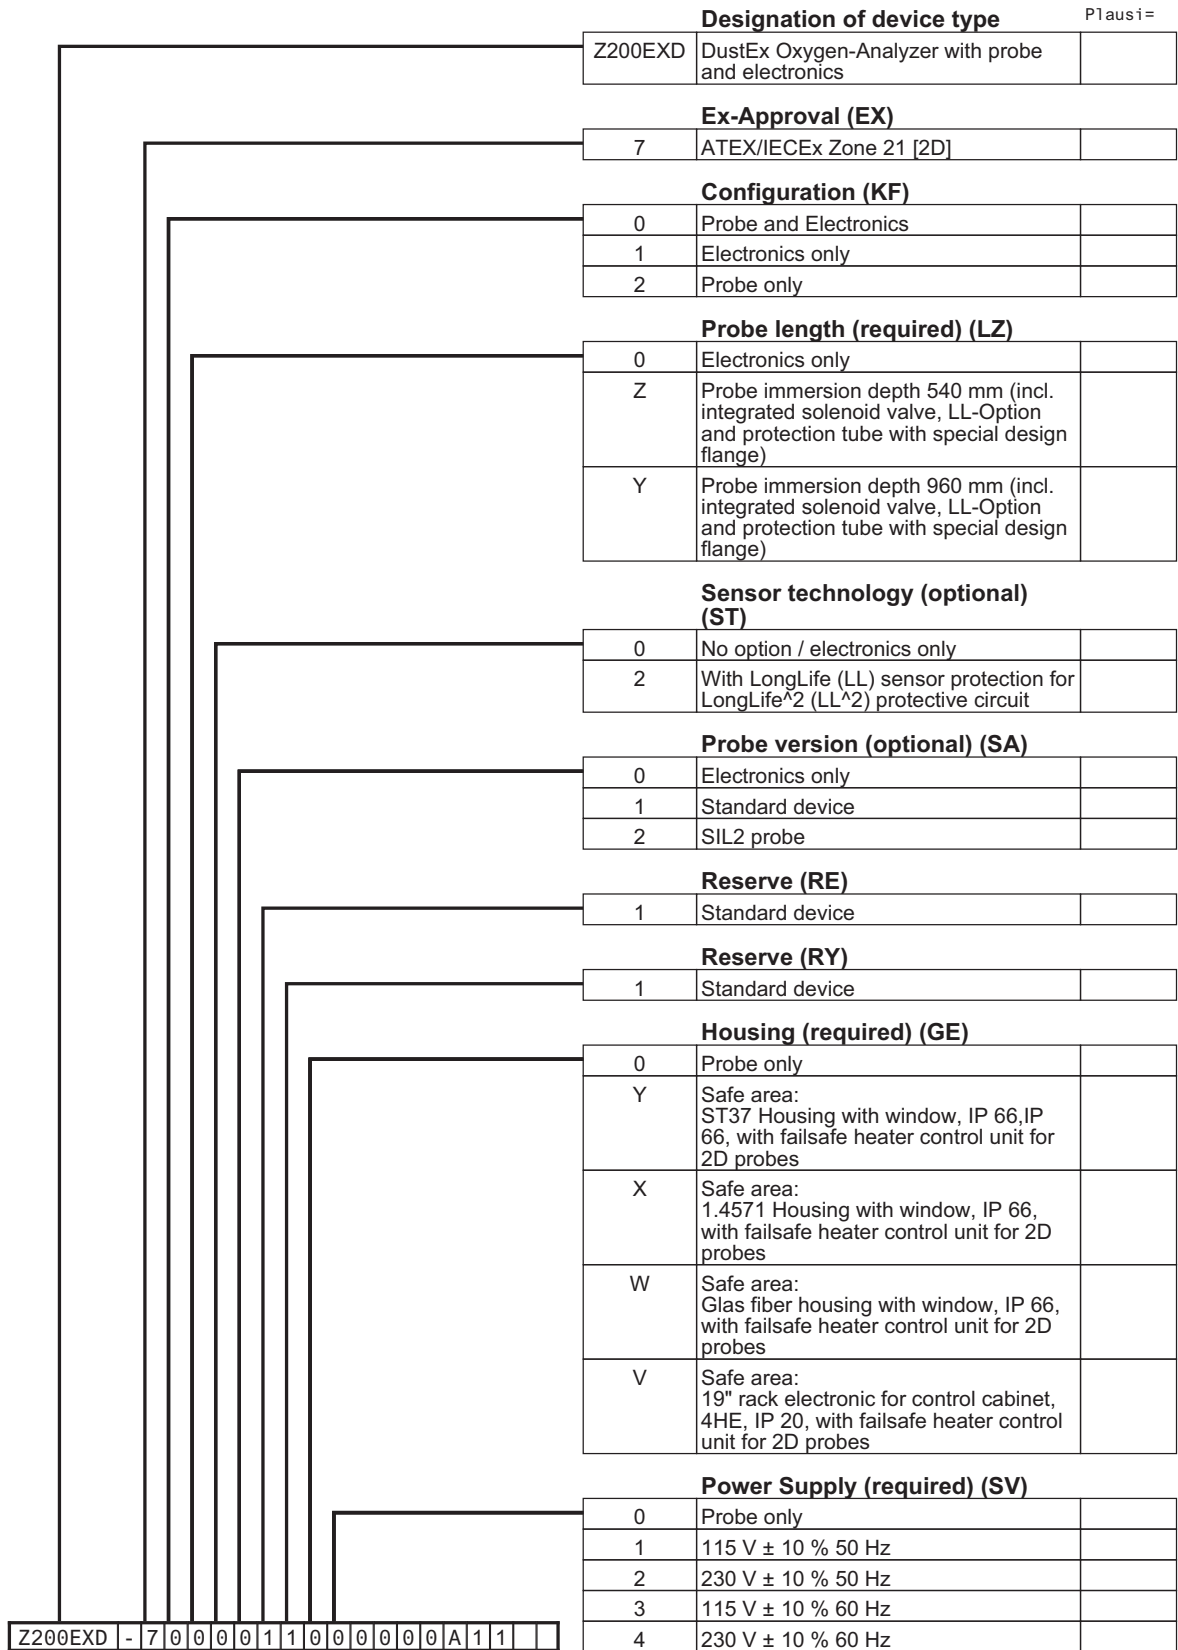 Designation of device type Plausi=
Z200EXD DustEx Oxygen-Analyzer with probe
and electronics
Ex-Approval (EX)
7 ATEX/IECEx Zone 21 [2D]
Configuration (KF)
0 Probe and Electronics
1 Electronics only
2 Probe only
Probe length (required) (LZ)
0 Electronics only
Z Probe immersion depth 540 mm (incl.
integrated solenoid valve, LL-Option
and protection tube with special design
flange)
Y Probe immersion depth 960 mm (incl.
integrated solenoid valve, LL-Option
and protection tube with special design
flange)
Sensor technology (optional)
(ST)
0 No option / electronics only
2 With LongLife (LL) sensor protection for
LongLife^2 (LL^2) protective circuit
Probe version (optional) (SA)
0 Electronics only
1 Standard device
2 SIL2 probe
Reserve (RE)
1 Standard device
Reserve (RY)
1 Standard device
Housing (required) (GE)
0 Probe only
Y Safe area:
ST37 Housing with window, IP 66,IP
66, with failsafe heater control unit for
2D probes
X Safe area:
1.4571 Housing with window, IP 66,
with failsafe heater control unit for 2D
probes
W Safe area:
Glas fiber housing with window, IP 66,
with failsafe heater control unit for 2D
probes
V Safe area:
19" rack electronic for control cabinet,
4HE, IP 20, with failsafe heater control
unit for 2D probes
Power Supply (required) (SV)
0 Probe only
1 115 V ± 10 % 50 Hz
2 230 V ± 10 % 50 Hz
3 115 V ± 10 % 60 Hz
4 230 V ± 10 % 60 Hz
Z200EXD - 7 0 0 0 0 1 1 0 0 0 0 0 0 A 1 1